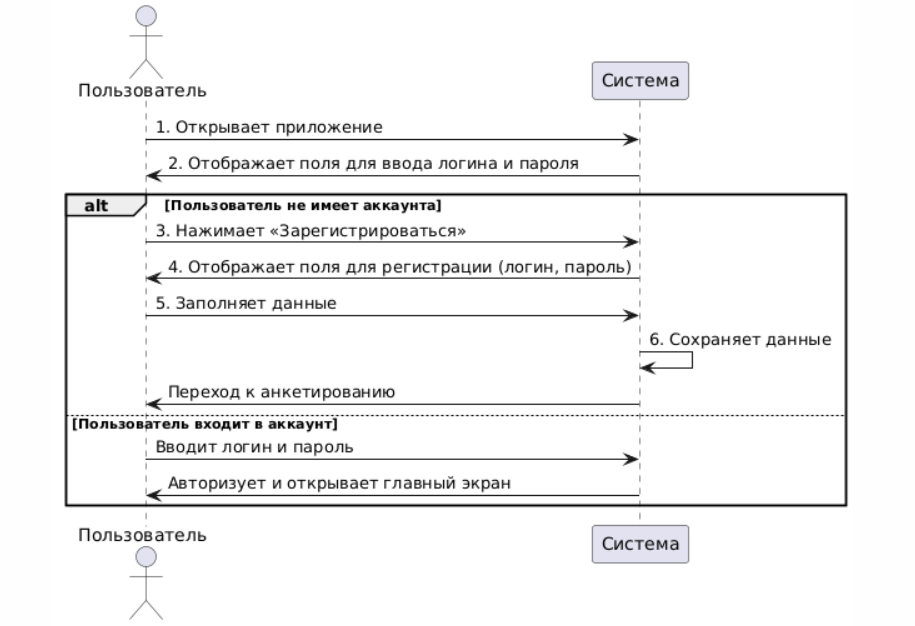 Пользователь
Система
1. Открывает приложение
2. Отображает поля для ввода логина и пароля
alt [Пользователь не имеет аккаунта]
3. Нажимает «Зарегистрироваться»
4. Отображает поля для регистрации (логин, пароль)
5. Заполняет данные
6. Сохраняет данные
Переход к анкетированию
[Пользователь входит в аккаунт]
Вводит логин и пароль
Авторизует и открывает главный экран
Пользователь
Система